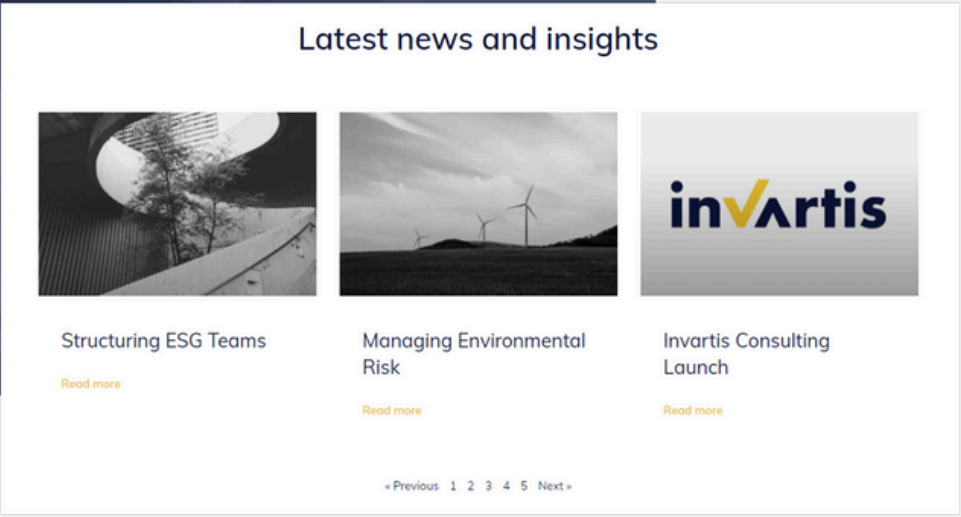 Latest news and insights
invartis
Structuring ESG Teams
Read more
Managing Environmental
Risk
Read more
Invartis Consulting
Launch
Read more
« Previous 1 2 3 4 5 Next »